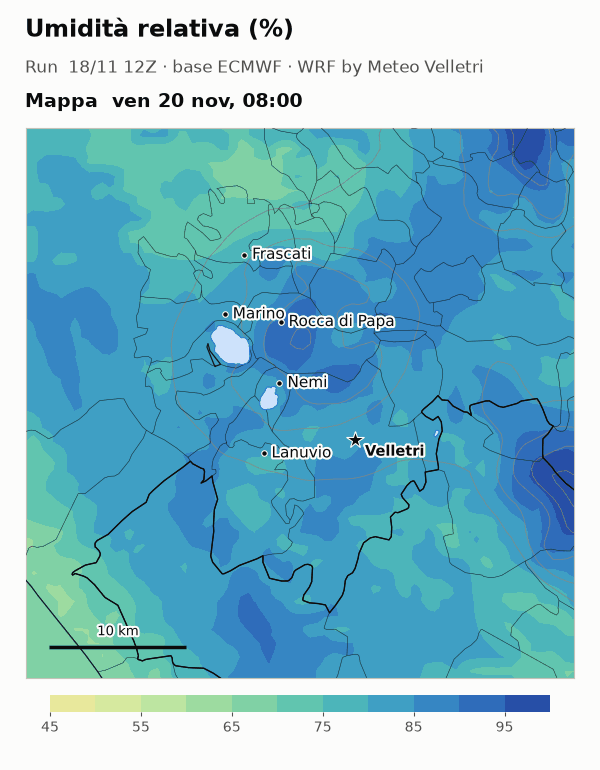 Umidità relativa (%)
Run  18/11 12Z · base ECMWF · WRF by Meteo Velletri
Mappa  ven 20 nov, 08:00
Frascati
Marino
Rocca di Papa
Nemi
Velletri
Lanuvio
10 km
45 55 65 75 85 95